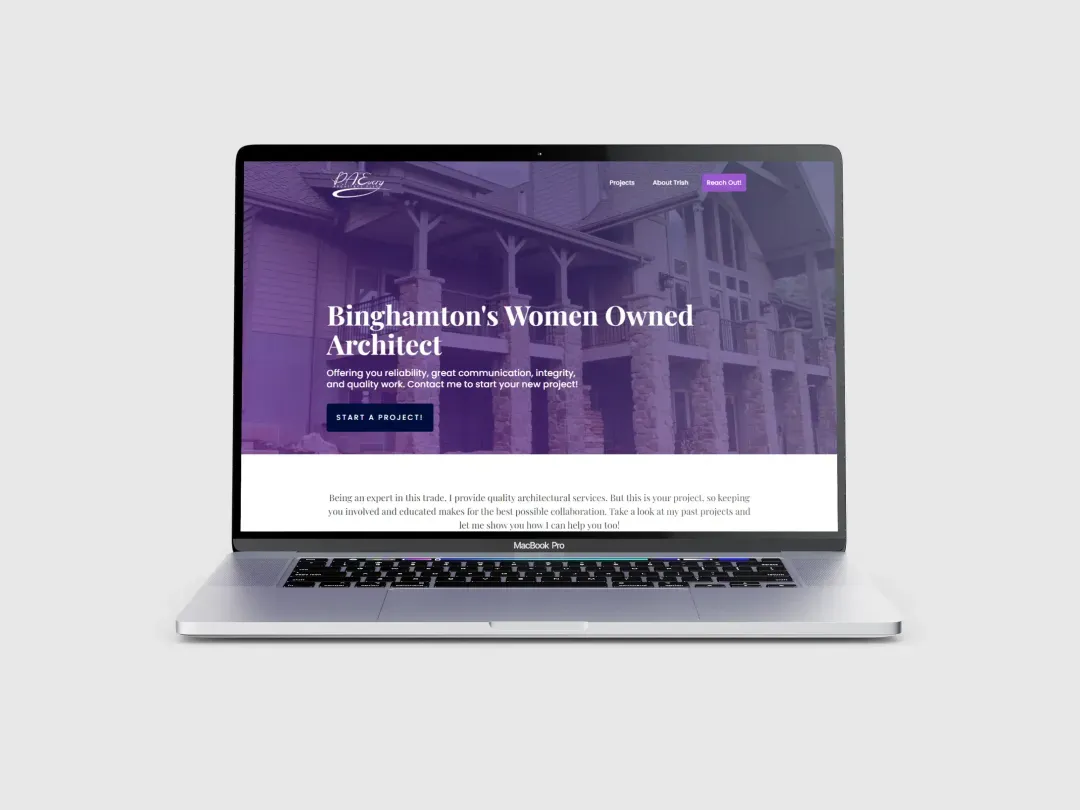 Projects About Trish Reach Out!
Binghamton's Women Owned
Architect
Offering you reliability, great communication, integrity,
and quality work. Contact me to start your new project!
START A PROJECT!
Being an expert in this trade, I provide quality architectural services. But this is your project, so keeping
you involved and educated makes for the best possible collaboration. Take a look at my past projects and
let me show you how I can help you too!
MacBook Pro